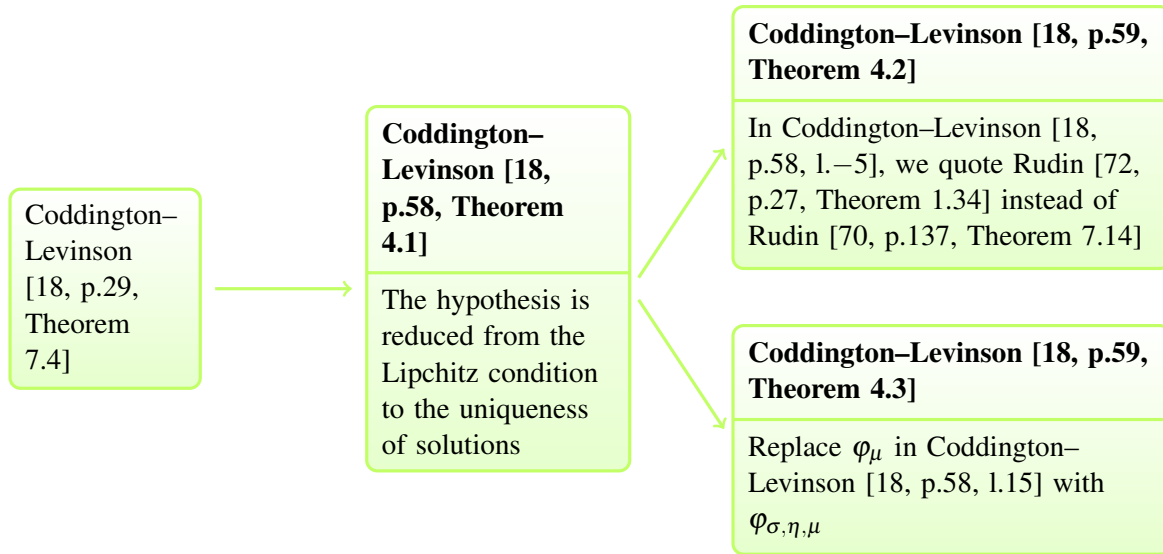 Coddington–
Levinson
[18, p.29,
Theorem
7.4]
Coddington–
Levinson [18,
p.58, Theorem
4.1]
The hypothesis is
reduced from the
Lipchitz condition
to the uniqueness
of solutions
Coddington–Levinson [18, p.59,
Theorem 4.2]
In Coddington–Levinson [18,
p.58, l.−5], we quote Rudin [72,
p.27, Theorem 1.34] instead of
Rudin [70, p.137, Theorem 7.14]
Coddington–Levinson [18, p.59,
Theorem 4.3]
Replace φμ in Coddington–
Levinson [18, p.58, l.15] with
φσ,η,μ